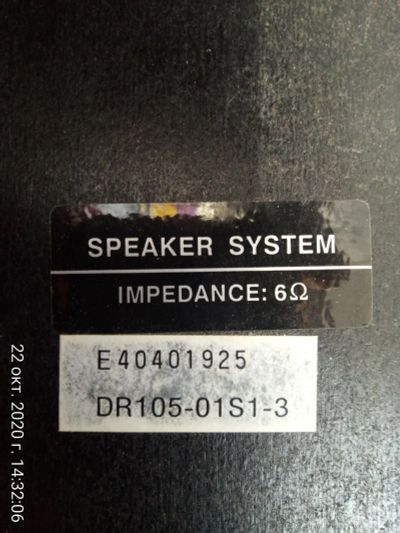 SPEAKER SYSTEM
IMPEDANCE: 6Ω
E40401925
DR105-01S1-3
22 окт. 2020 г. 14:32:06